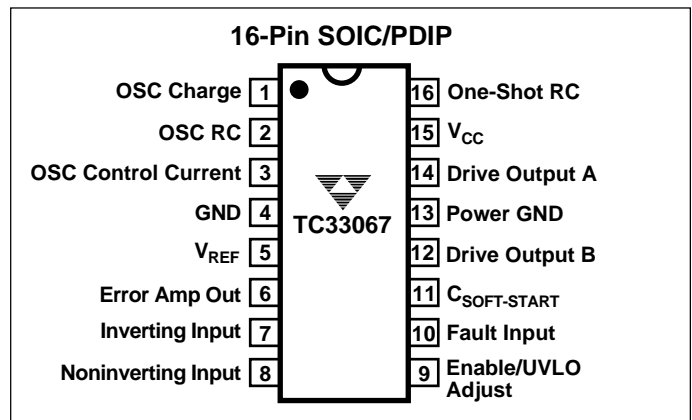 16-Pin SOIC/PDIP
OSC Charge 1
OSC RC 2
OSC Control Current 3
GND 4
VREF 5
Error Amp Out 6
Inverting Input 7
Noninverting Input 8
TC33067
16 One-Shot RC
15 VCC
14 Drive Output A
13 Power GND
12 Drive Output B
11 CSOFT-START
10 Fault Input
9 Enable/UVLO
Adjust